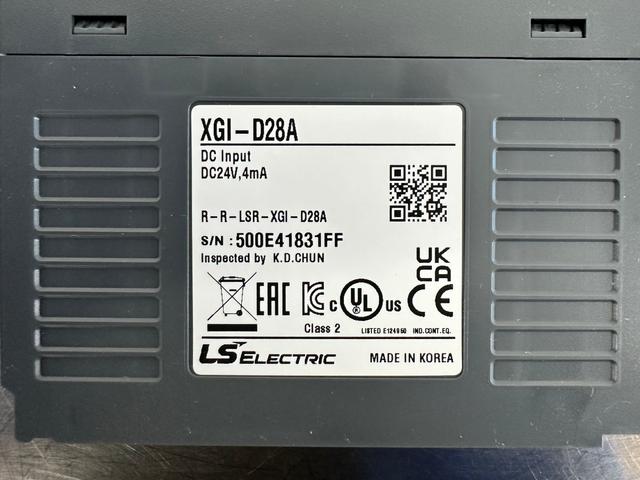 XGI-D28A
DC Input
DC24V,4mA
R-R-LSR-XGI-D28A
S/N : 500E41831FF
Inspected by K.D.CHUN
UK
CA
EAC
c UL US CE
Class 2
LISTED E124950 IND.CONT.EQ.
LS ELECTRIC
MADE IN KOREA